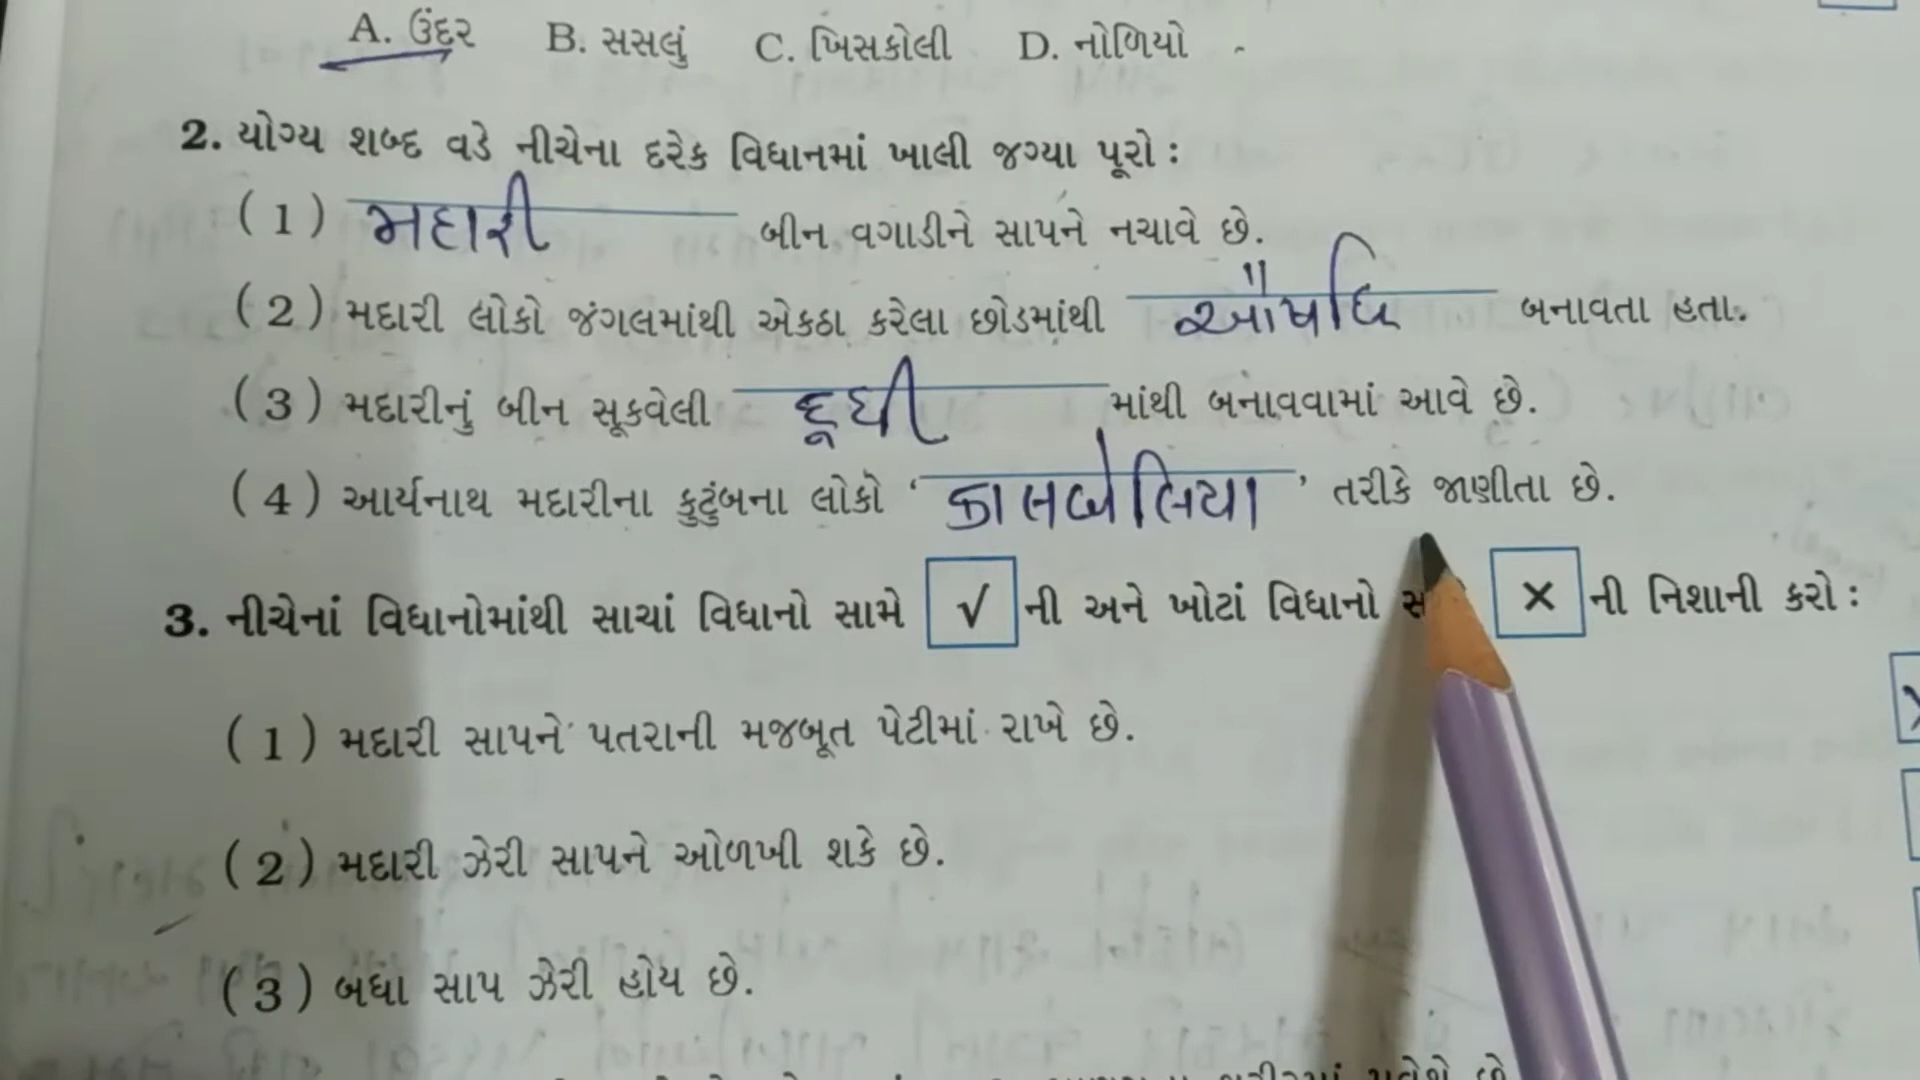 A. ઉંદર B. સસલું C. ખિસકોલી D. નોળિયો
2. યોગ્ય શબ્દ વડે નીચેના દરેક વિધાનમાં ખાલી જગ્યા પૂરો :
(1) મદારી બીન વગાડીને સાપને નચાવે છે.
(2) મદારી લોકો જંગલમાંથી એકઠા કરેલા છોડમાંથી ઔષધિ બનાવતા હતા.
(3) મદારીનું બીન સૂકવેલી દૂધી માંથી બનાવવામાં આવે છે.
(4) આર્યનાથ મદારીના કુટુંબના લોકો ‘કાલબેલિયા’ તરીકે જાણીતા છે.
3. નીચેનાં વિધાનોમાંથી સાચાં વિધાનો સામે √ ની અને ખોટાં વિધાનો × ની નિશાની કરો :
(1) મદારી સાપને પતરાની મજબૂત પેટીમાં રાખે છે.
(2) મદારી ઝેરી સાપને ઓળખી શકે છે.
(3) બધા સાપ ઝેરી હોય છે.